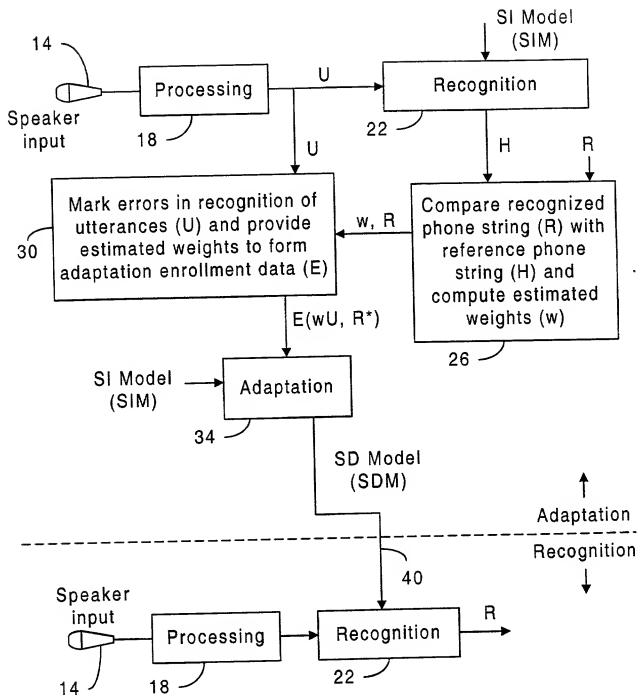 14
SI Model
(SIM)
Processing
U
Recognition
Speaker
input
18
22
U
H
R
30
Mark errors in recognition of
utterances (U) and provide
estimated weights to form
adaptation enrollment data (E)
w, R
Compare recognized
phone string (R) with
reference phone
string (H) and
compute estimated
weights (w)
26
E(wU, R*)
SI Model
(SIM)
Adaptation
34
SD Model
(SDM)
Adaptation
Recognition
40
Speaker
input
Processing
Recognition
R
14
18
22